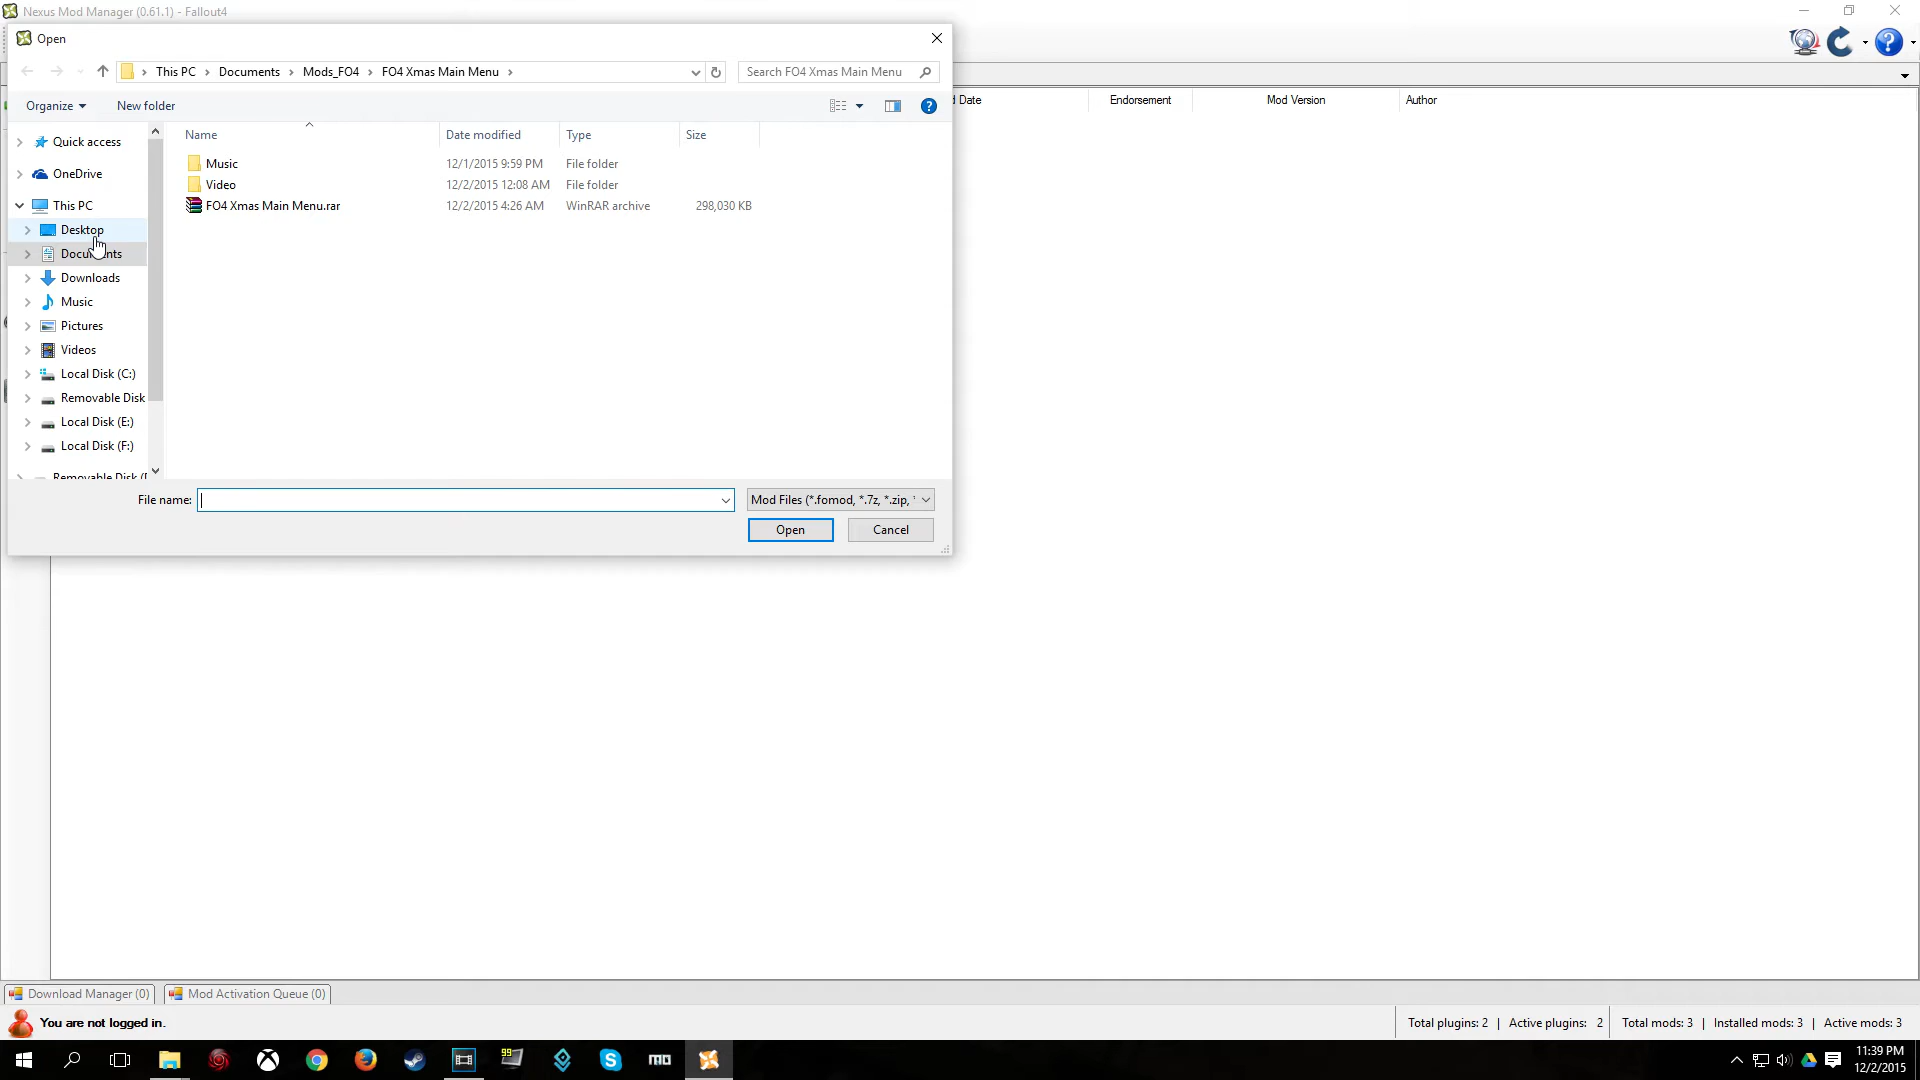 Nexus Mod Manager (0.61.1) - Fallout4
Open
This PC > Documents > Mods_FO4 > FO4 Xmas Main Menu >
Search FO4 Xmas Main Menu
Organize
New folder
Date
Endorsement
Mod Version
Author
Name
Date modified
Type
Size
Music
12/1/2015 9:59 PM
File folder
Video
12/2/2015 12:08 AM
File folder
FO4 Xmas Main Menu.rar
12/2/2015 4:26 AM
WinRAR archive
298,030 KB
Quick access
OneDrive
This PC
Desktop
Documents
Downloads
Music
Pictures
Videos
Local Disk (C:)
Removable Disk
Local Disk (E:)
Local Disk (F:)
Removable Disk (
File name:
Mod Files (*.fomod, *.7z, *.zip, *
Open
Cancel
Download Manager (0)
Mod Activation Queue (0)
You are not logged in.
Total plugins: 2 | Active plugins: 2
Total mods: 3 | Installed mods: 3 | Active mods: 3
99
MO
11:39 PM
12/2/2015